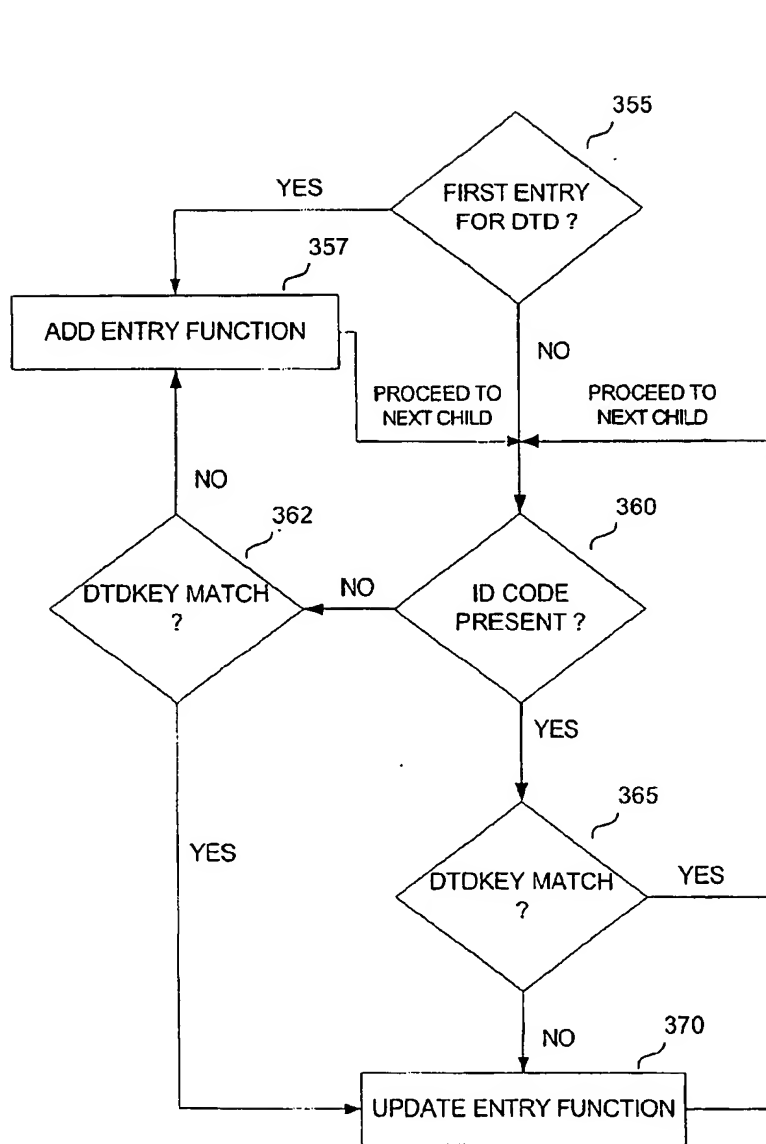 355
FIRST ENTRY
FOR DTD ?
YES
357
ADD ENTRY FUNCTION
NO
PROCEED TO
NEXT CHILD
PROCEED TO
NEXT CHILD
NO
362
DTDKEY MATCH
?
NO
360
ID CODE
PRESENT ?
YES
365
DTDKEY MATCH
?
YES
YES
NO
370
UPDATE ENTRY FUNCTION